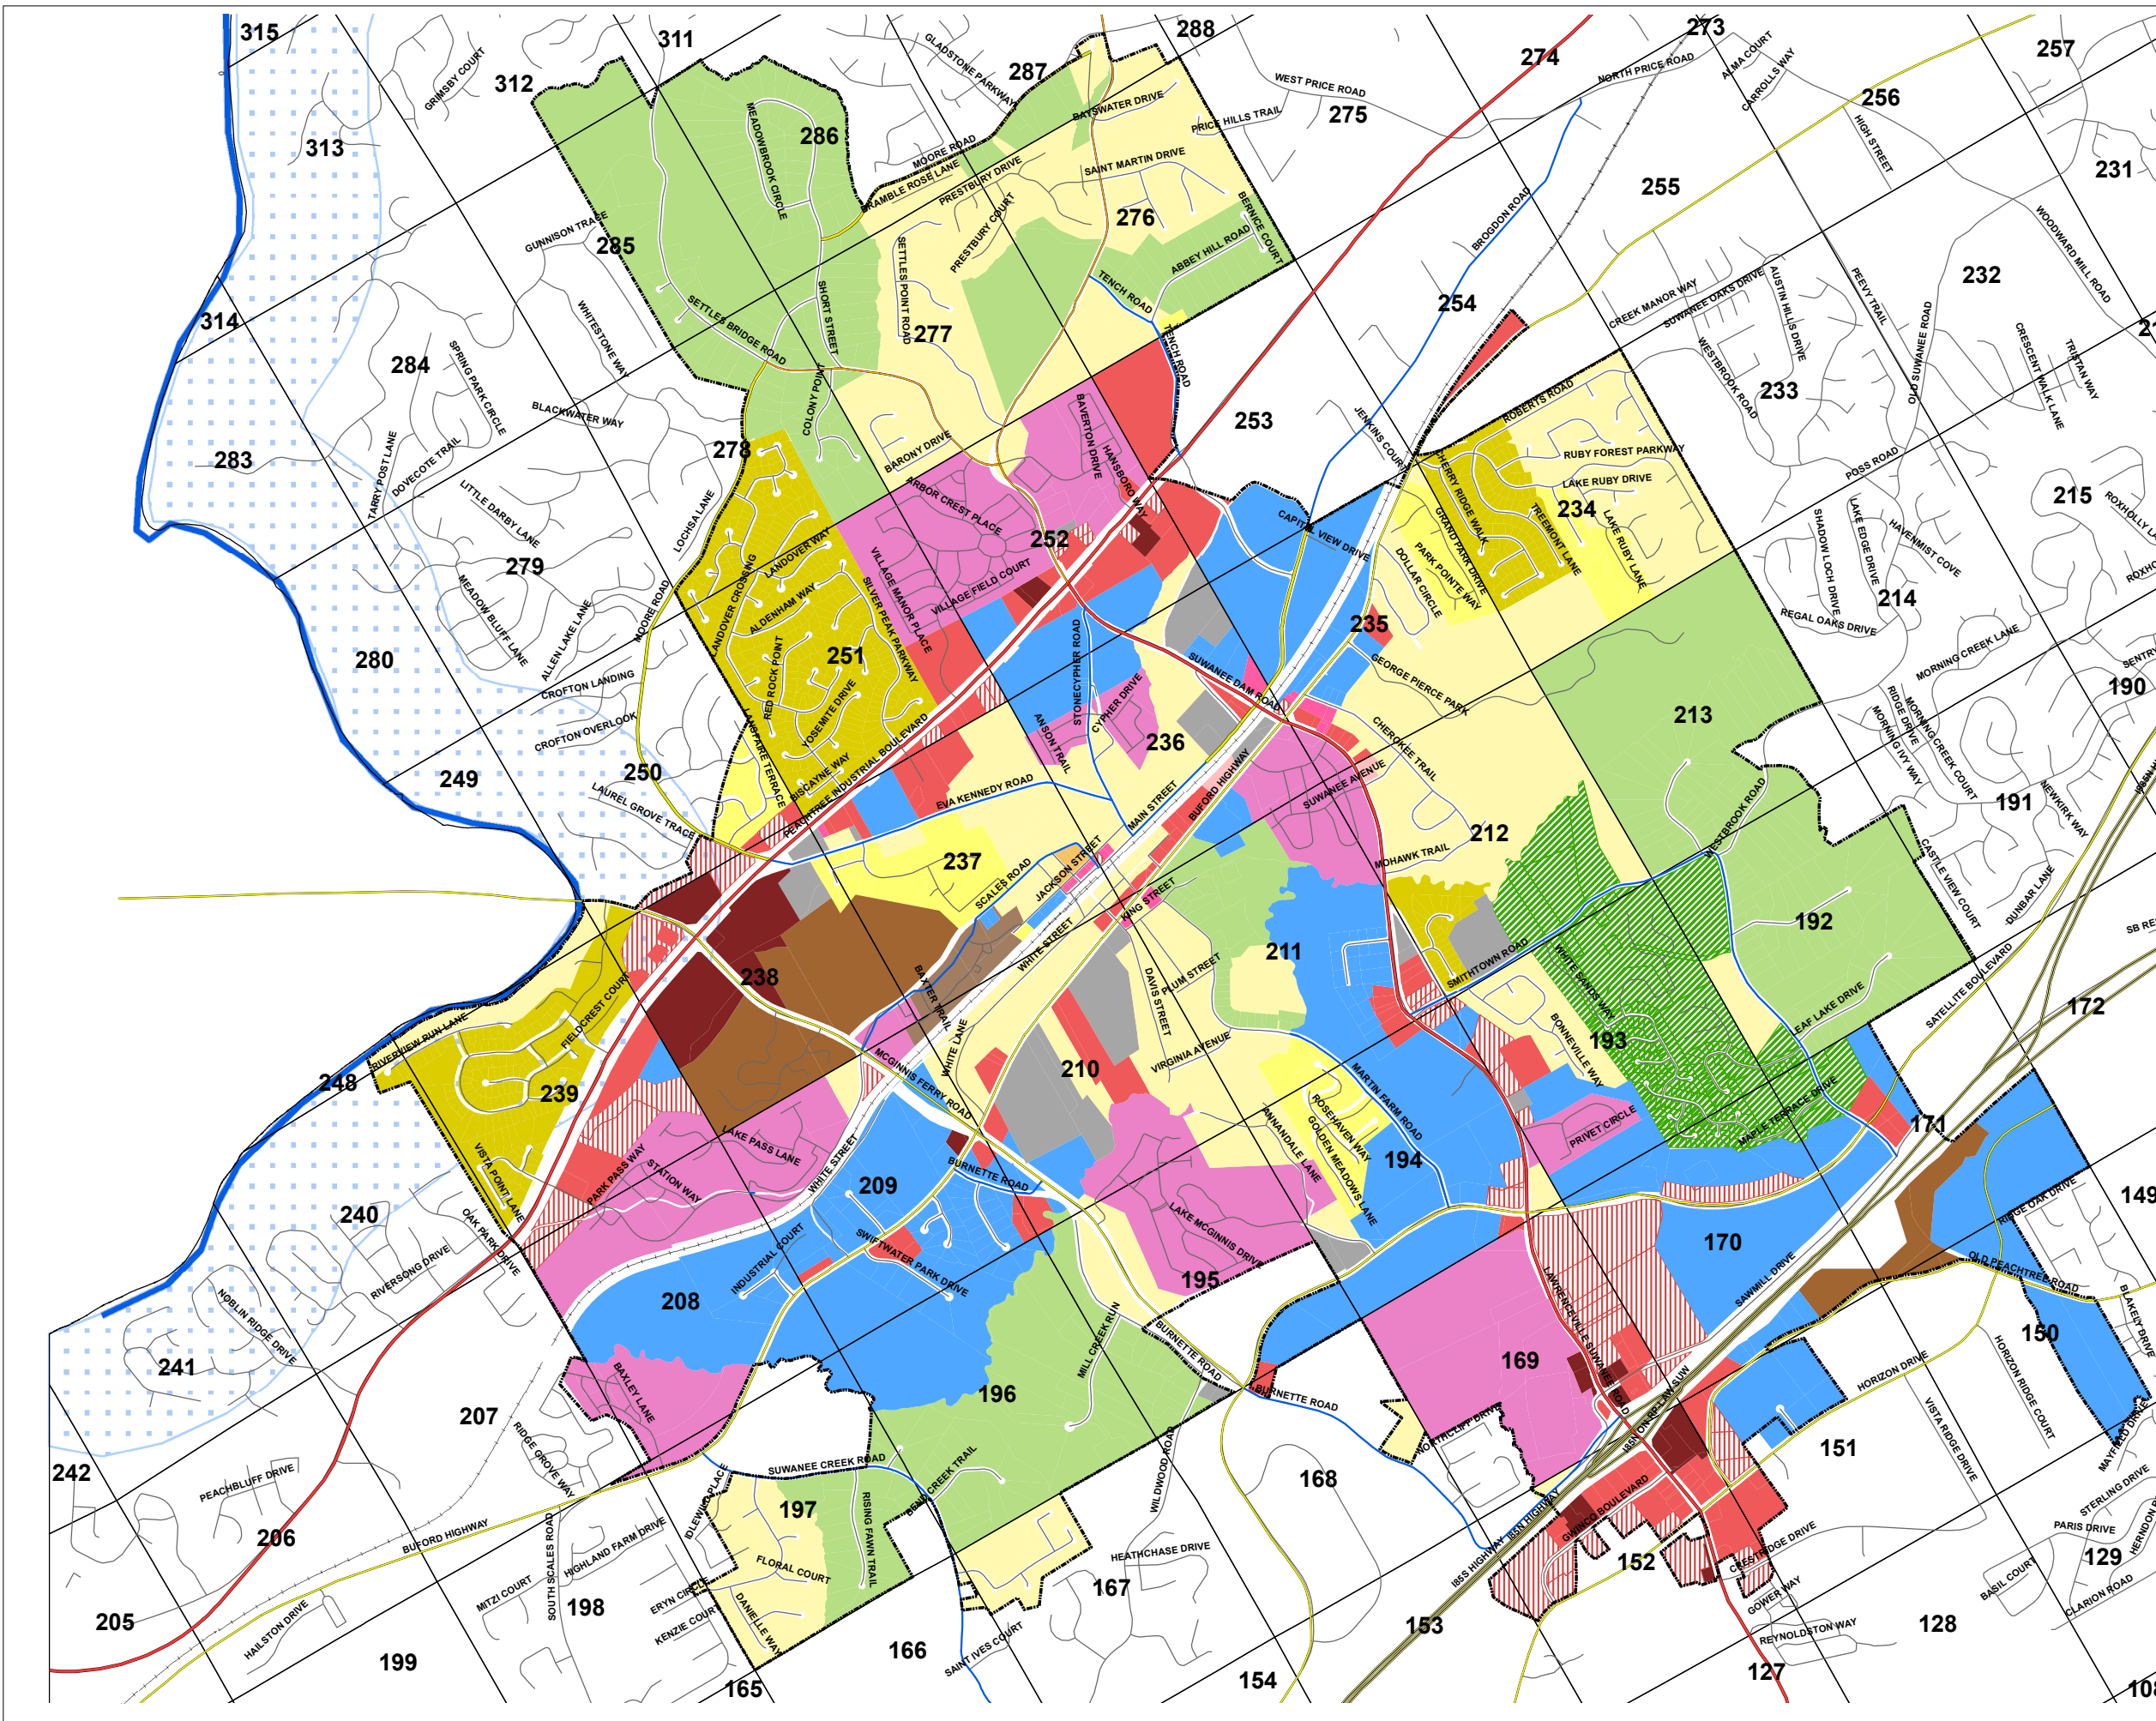 315
311
288
274
273
257
312
GRIMSBY COURT
GLADSTONE PARKWAY
287
WEST PRICE ROAD
NORTH PRICE ROAD
ALMA COURT
CARROLLS WAY
256
313
286
MEADOWBROOK CIRCLE
MOORE ROAD
BAYSWATER DRIVE
PRICE HILLS TRAIL
275
HIGH STREET
231
BRAMBLE ROSE LANE
PRESTBURY DRIVE
SAINT MARTIN DRIVE
255
GUNNISON TRACE
285
PRESTBURY COURT
276
BERNICE COURT
BROGDON ROAD
WOODWARD MILL ROAD
SETTLES POINT ROAD
ABBEY HILL ROAD
TENCH ROAD
232
314
WHITESTONE WAY
SETTLES BRIDGE ROAD
SHORT STREET
277
TENCH ROAD
254
CREEK MANOR WAY
SUWANEE OAKS DRIVE
AUSTIN HILLS DRIVE
PEEVY TRAIL
OLD SUWANEE ROAD
CRESCENT WALK LANE
TRISTAN WAY
284
SPRING PARK CIRCLE
WESTBROOK ROAD
233
BLACKWATER WAY
COLONY POINT
BARONY DRIVE
BAVERTON DRIVE
HANSBORO WAY
253
JENKINS COURT
ROBERTS ROAD
283
TARRY POST LANE
DOVECOTE TRAIL
278
RUBY FOREST PARKWAY
LAKE RUBY DRIVE
POSS ROAD
LITTLE DARBY LANE
LOCHSA LANE
ARBOR CREST PLACE
252
CAPITAL VIEW DRIVE
CHERRY RIDGE WALK
GRAND PARK DRIVE
TREEMONT LANE
234
LAKE RUBY LANE
SHADOW LOCH DRIVE
LAKE EDGE DRIVE
HAVENMIST COVE
215
279
MEADOW BLUFF LANE
ALLEN LAKE LANE
MOORE ROAD
LANDOVER CROSSING
LANDOVER WAY
ALDENHAM WAY
VILLAGE MANOR PLACE
VILLAGE FIELD COURT
SILVER PEAK PARKWAY
DOLLAR CIRCLE
PARK POINTE WAY
214
REGAL OAKS DRIVE
280
CROFTON LANDING
RED ROCK POINT
251
YOSEMITE DRIVE
STONECYPHER ROAD
CYPHER DRIVE
SUWANEE DAM ROAD
235
GEORGE PIERCE PARK
MORNING CREEK LANE
190
CROFTON OVERLOOK
LANSFAIRE TERRACE
ANSON TRAIL
236
CHEROKEE TRAIL
213
RIDGE DRIVE
MORNING CREEK COURT
MORNING IVY WAY
249
250
BISCAYNE WAY
PEACHTREE INDUSTRIAL BOULEVARD
EVA KENNEDY ROAD
MAIN STREET
BUFORD HIGHWAY
SUWANEE AVENUE
191
NEWKIRK WAY
LAUREL GROVE TRACE
237
SCALES ROAD
JACKSON STREET
MOHAWK TRAIL
212
WESTBROOK ROAD
CASTLE VIEW COURT
DUNBAR LANE
KING STREET
192
238
BAXTER TRAIL
WHITE STREET
DAVIS STREET
PLUM STREET
211
SMITHTOWN ROAD
WHITE SANDS WAY
SATELLITE BOULEVARD
172
RIVERVIEW RUN LANE
FIELDCREST COURT
WHITE LANE
VIRGINIA AVENUE
BONNEVILLE WAY
193
LEAF LAKE DRIVE
248
239
MCGINNIS FERRY ROAD
210
MARTIN FARM ROAD
MAPLE TERRACE DRIVE
171
LAKE PASS LANE
ANNANDALE LANE
ROSEHAVEN WAY
GOLDEN MEADOWS LANE
PRIVET CIRCLE
VISTA POINT LANE
PARK PASS WAY
STATION WAY
WHITE STREET
209
BURNETTE ROAD
194
149
240
OAK PARK DRIVE
RIVERSONG DRIVE
INDUSTRIAL COURT
SWIFTWATER PARK DRIVE
LAKE MCGINNIS DRIVE
195
170
RIDGE OAK DRIVE
OLD PEACHTREE ROAD
NOBLIN RIDGE DRIVE
208
SAWMILL DRIVE
LAWRENCEVILLE SUWANEE ROAD
BLAKELY DRIVE
241
BAXLEY LANE
MILL CREEK RUN
BURNETTE ROAD
169
HORIZON DRIVE
150
HORIZON RIDGE COURT
207
196
BURNETTE ROAD
NORTHCLIFF DRIVE
VISTA RIDGE DRIVE
242
RIDGE GROVE WAY
SUWANEE CREEK ROAD
BEND CREEK TRAIL
WILDWOOD ROAD
168
151
PEACHBLUFF DRIVE
IDLEWILD PLACE
197
RISING FAWN TRAIL
I85S HIGHWAY
I85N HIGHWAY
GWINCO BOULEVARD
STERLING DRIVE
206
BUFORD HIGHWAY
SOUTH SCALES ROAD
HIGHLAND FARM DRIVE
FLORAL COURT
HEATHCHASE DRIVE
152
CRESTRIDGE DRIVE
PARIS DRIVE
129
205
HAILSTON DRIVE
MITZI COURT
198
ERYN CIRCLE
KENZIE COURT
DANIELLE WAY
167
GOWER WAY
BASIL COURT
CLARION ROAD
199
166
SAINT IVES COURT
153
REYNOLDSTON WAY
128
165
154
127